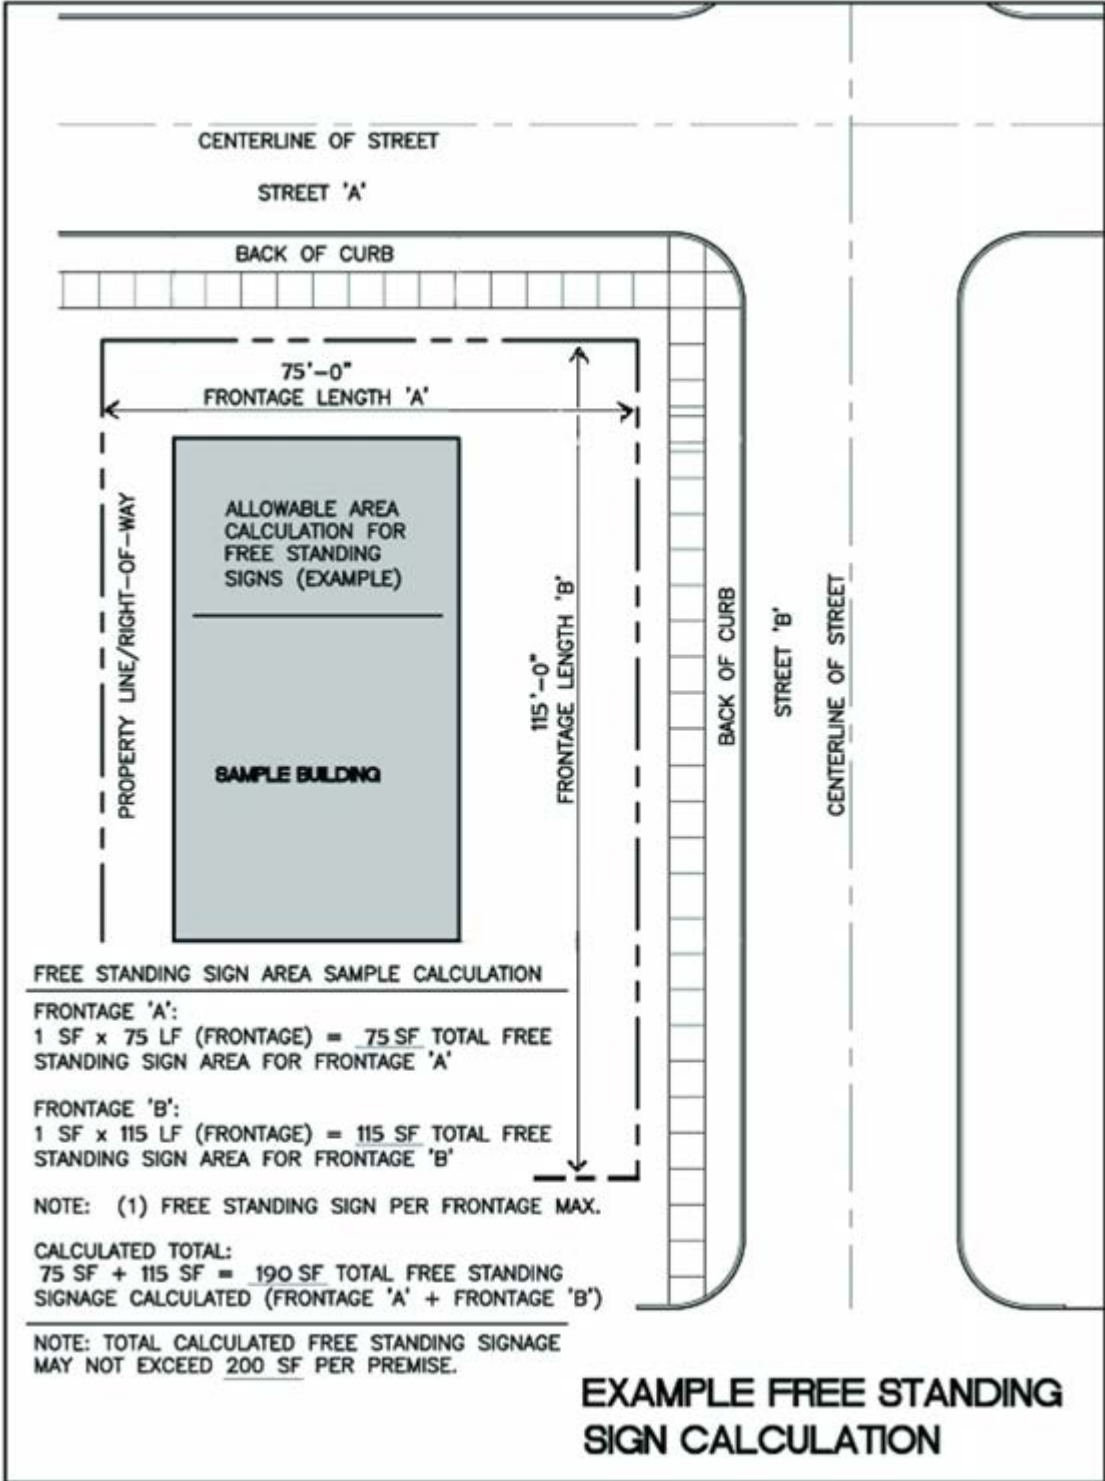 CENTERLINE OF STREET
STREET 'A'
BACK OF CURB
75'-0"
FRONTAGE LENGTH 'A'
ALLOWABLE AREA
CALCULATION FOR
FREE STANDING
SIGNS (EXAMPLE)
SAMPLE BUILDING
PROPERTY LINE/RIGHT-OF-WAY
115'-0"
FRONTAGE LENGTH 'B'
BACK OF CURB
STREET 'B'
CENTERLINE OF STREET
FREE STANDING SIGN AREA SAMPLE CALCULATION
FRONTAGE 'A':
1 SF x 75 LF (FRONTAGE) = 75 SF TOTAL FREE
STANDING SIGN AREA FOR FRONTAGE 'A'
FRONTAGE 'B':
1 SF x 115 LF (FRONTAGE) = 115 SF TOTAL FREE
STANDING SIGN AREA FOR FRONTAGE 'B'
NOTE: (1) FREE STANDING SIGN PER FRONTAGE MAX.
CALCULATED TOTAL:
75 SF + 115 SF = 190 SF TOTAL FREE STANDING
SIGNAGE CALCULATED (FRONTAGE 'A' + FRONTAGE 'B')
NOTE: TOTAL CALCULATED FREE STANDING SIGNAGE
MAY NOT EXCEED 200 SF PER PREMISE.
EXAMPLE FREE STANDING
SIGN CALCULATION